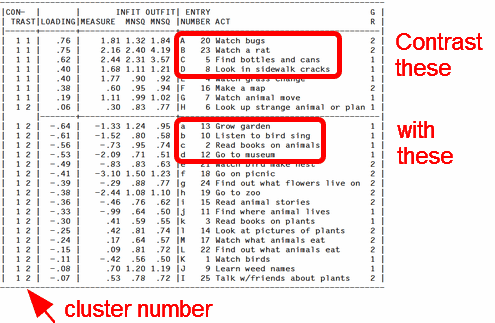 |CON- | | INFIT OUTFIT| ENTRY G |
| TRAST|LOADING|MEASURE MNSQ MNSQ |NUMBER ACT R |
| 1 1 | .76 | 1.81 1.32 1.84 |A 20 Watch bugs 2 |
| 1 1 | .75 | 2.16 2.40 4.19 |B 23 Watch a rat 2 |
| 1 1 | .62 | 2.44 2.31 3.57 |C 5 Find bottles and cans 1 |
| 1 1 | .40 | 1.68 1.11 1.21 |D 8 Look in sidewalk cracks 1 |
| 1 1 | .40 | 1.77 .90 .92 | 4 Watch grass change 1 |
| 1 1 | .38 | .60 .95 .94 |F 16 Make a map 2 |
| 1 1 | .19 | 1.11 .99 1.02 |G 7 Watch animal move 1 |
| 1 2 | .06 | .30 .83 .77 |H 6 Look up strange animal or plan 1 |
| 1 2 | -.64 | -1.33 1.24 .95 |a 13 Grow garden 1 |
| 1 2 | -.61 | -1.52 .80 .58 |b 10 Listen to bird sing 1 |
| 1 2 | -.56 | -.73 .95 .74 |c 2 Read books on animals 1 |
| 1 2 | -.53 | -2.09 .71 .51 |d 12 Go to museum 1 |
| 1 2 | -.49 | -.83 .83 .63 | 21 Watch bird make nest 2 |
| 1 2 | -.41 | -3.10 1.50 1.23 |f 18 Go on picnic 2 |
| 1 2 | -.39 | -.29 .88 .77 |g 24 Find out what flowers live on 2 |
| 1 2 | -.38 | -2.44 1.08 1.10 |h 19 Go to zoo 2 |
| 1 2 | -.36 | -.46 .76 .62 |i 15 Read animal stories 2 |
| 1 2 | -.33 | -.99 .64 .50 |j 11 Find where animal lives 1 |
| 1 2 | -.30 | .41 .59 .55 |k 3 Read books on plants 1 |
| 1 2 | -.25 | .42 .81 .74 |l 14 Look at pictures of plants 2 |
| 1 2 | -.24 | .17 .64 .57 |M 17 Watch what animals eat 2 |
| 1 2 | -.15 | .09 .81 .72 |L 22 Find out what animals eat 2 |
| 1 2 | -.11 | -.42 .56 .50 |K 1 Watch birds 1 |
| 1 2 | -.08 | .70 1.20 1.19 |J 9 Learn weed names 1 |
| 1 2 | -.07 | .53 .78 .72 |I 25 Talk w/friends about plants 2 |
Contrast
these
with
these
cluster number